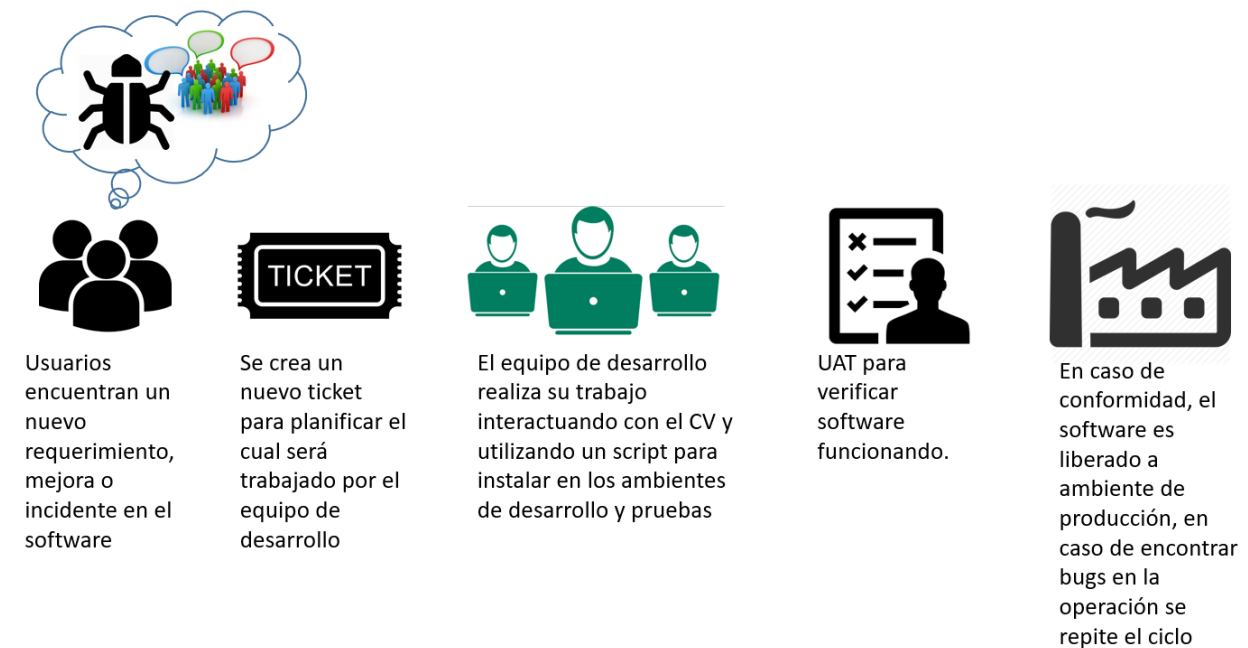 TICKET
Usuarios
encuentran un
nuevo
requerimiento,
mejora o
incidente en el
software
Se crea un
nuevo ticket
para planificar el
cual será
trabajado por el
equipo de
desarrollo
El equipo de desarrollo
realiza su trabajo
interactuando con el CV y
utilizando un script para
instalar en los ambientes
de desarrollo y pruebas
UAT para
verificar
software
funcionando.
En caso de
conformidad, el
software es
liberado a
ambiente de
producción, en
caso de encontrar
bugs en la
operación se
repite el ciclo